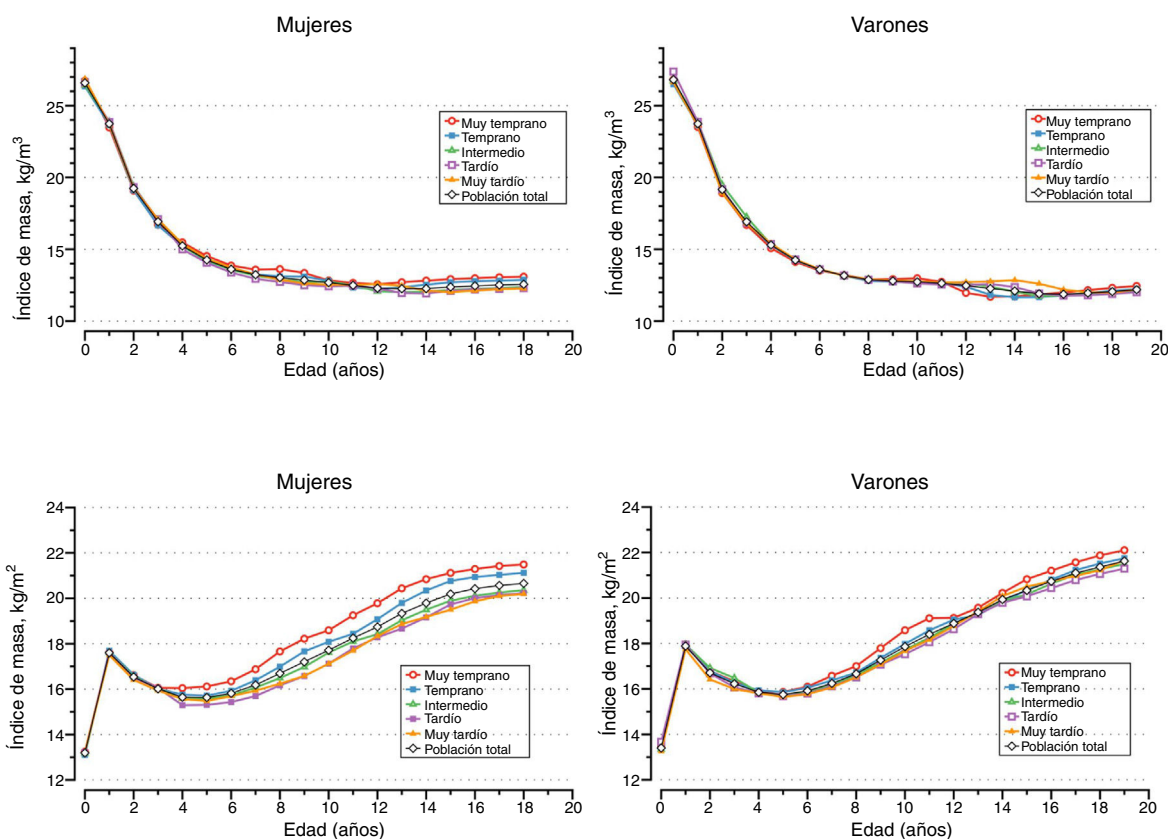 Mujeres
Índice de masa, kg/m³
25
20
15
10
0 2 4 6 8 10 12 14 16 18 20
Edad (años)
Muy temprano
Temprano
Intermedio
Tardío
Muy tardío
Población total
Varones
Índice de masa, kg/m³
25
20
15
10
0 2 4 6 8 10 12 14 16 18 20
Edad (años)
Muy temprano
Temprano
Intermedio
Tardío
Muy tardío
Población total
Mujeres
Índice de masa, kg/m²
24
22
20
18
16
14
12
0 2 4 6 8 10 12 14 16 18 20
Edad (años)
Muy temprano
Temprano
Intermedio
Tardío
Muy tardío
Población total
Varones
Índice de masa, kg/m²
24
22
20
18
16
14
12
0 2 4 6 8 10 12 14 16 18 20
Edad (años)
Muy temprano
Temprano
Intermedio
Tardío
Muy tardío
Población total